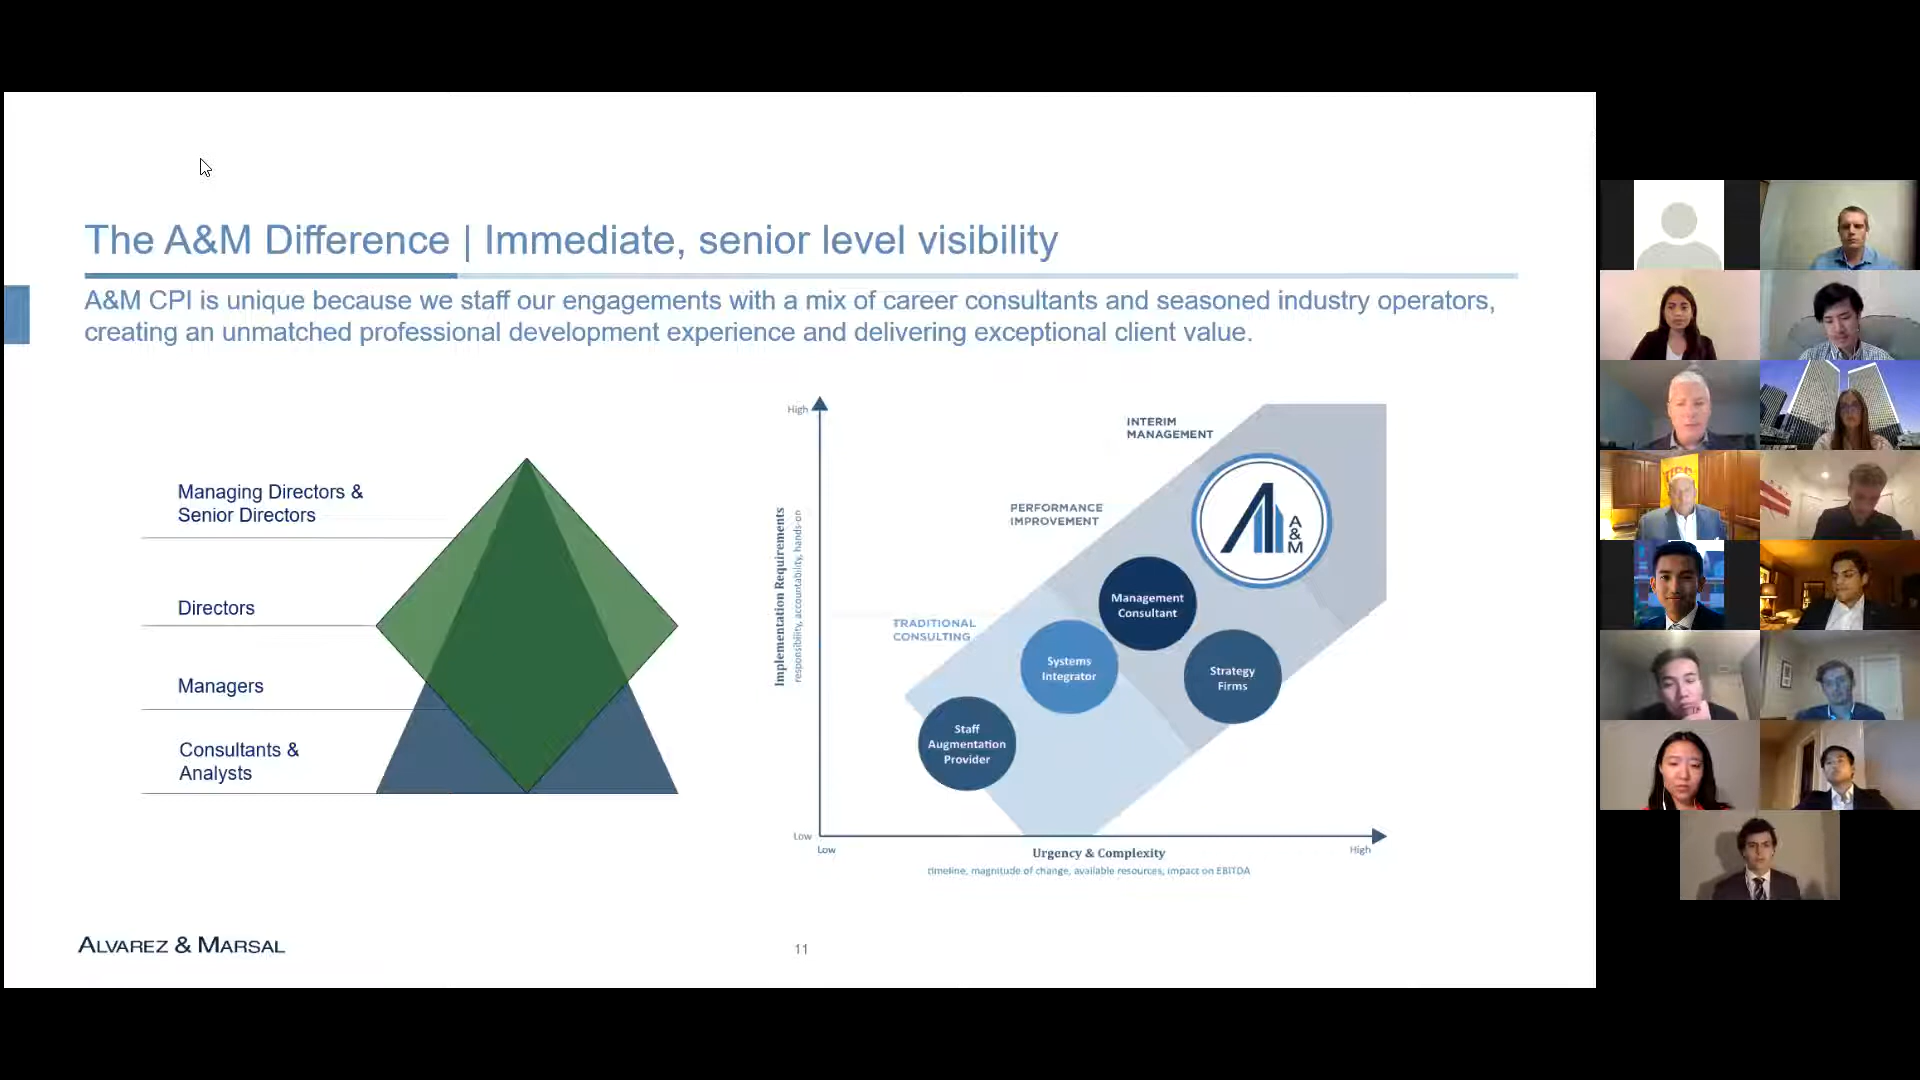 The A&M Difference | Immediate, senior level visibility
A&M CPI is unique because we staff our engagements with a mix of career consultants and seasoned industry operators,
creating an unmatched professional development experience and delivering exceptional client value.
Managing Directors &
Senior Directors
Directors
Managers
Consultants &
Analysts
High
Implementation Requirements
responsibility, accountability, hands-on
Low
INTERIM
MANAGEMENT
PERFORMANCE
IMPROVEMENT
TRADITIONAL
CONSULTING
A
&
M
Management
Consultant
Systems
Integrator
Strategy
Firms
Staff
Augmentation
Provider
Low
Urgency & Complexity
High
timeline, magnitude of change, available resources, impact on EBITDA
ALVAREZ & MARSAL
11